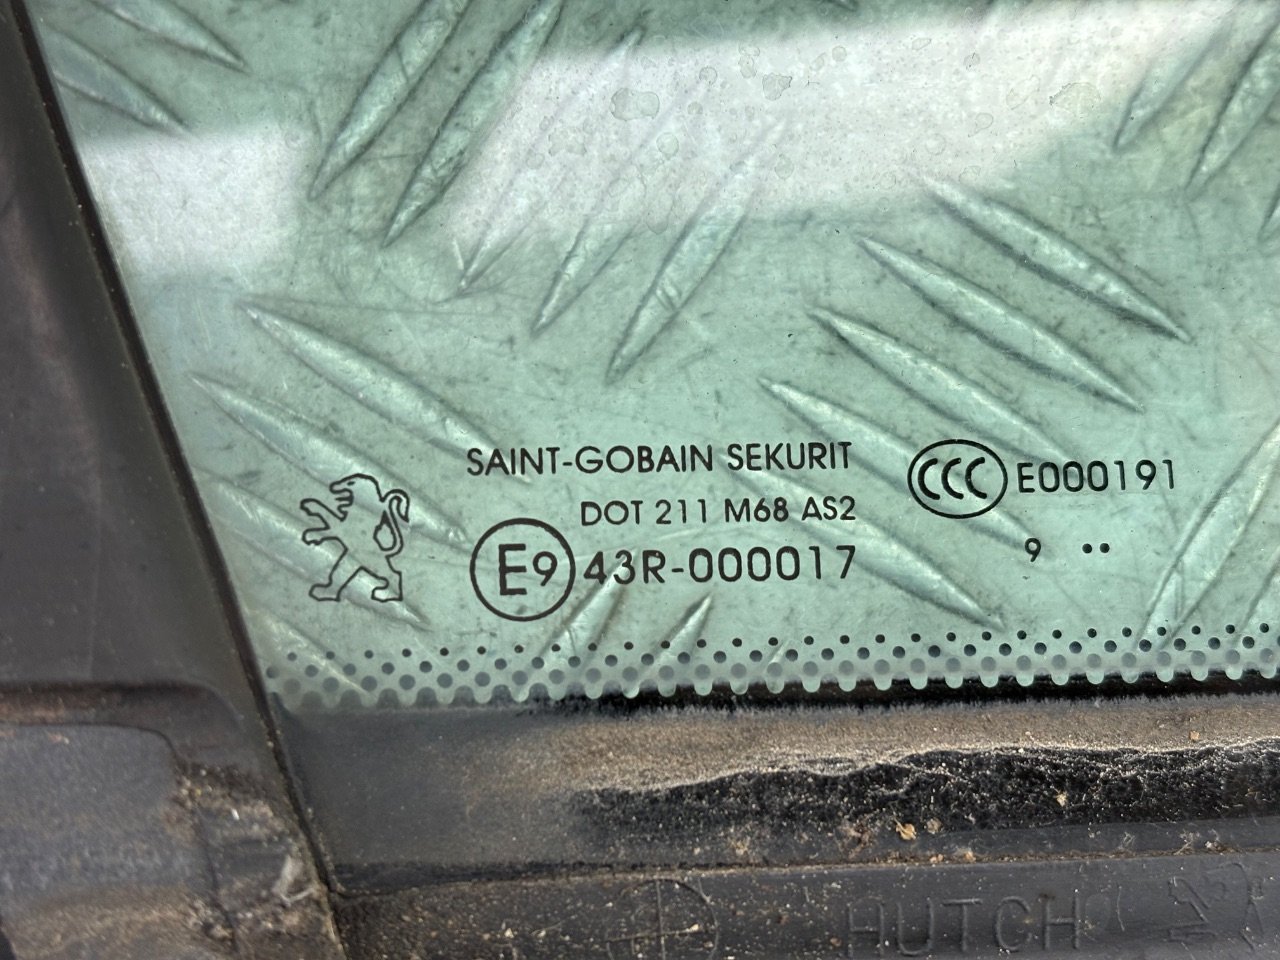 SAINT-GOBAIN SEKURIT
DOT 211 M68 AS2
E9 43R-000017
CCC E000191
9 ••
HUTCH